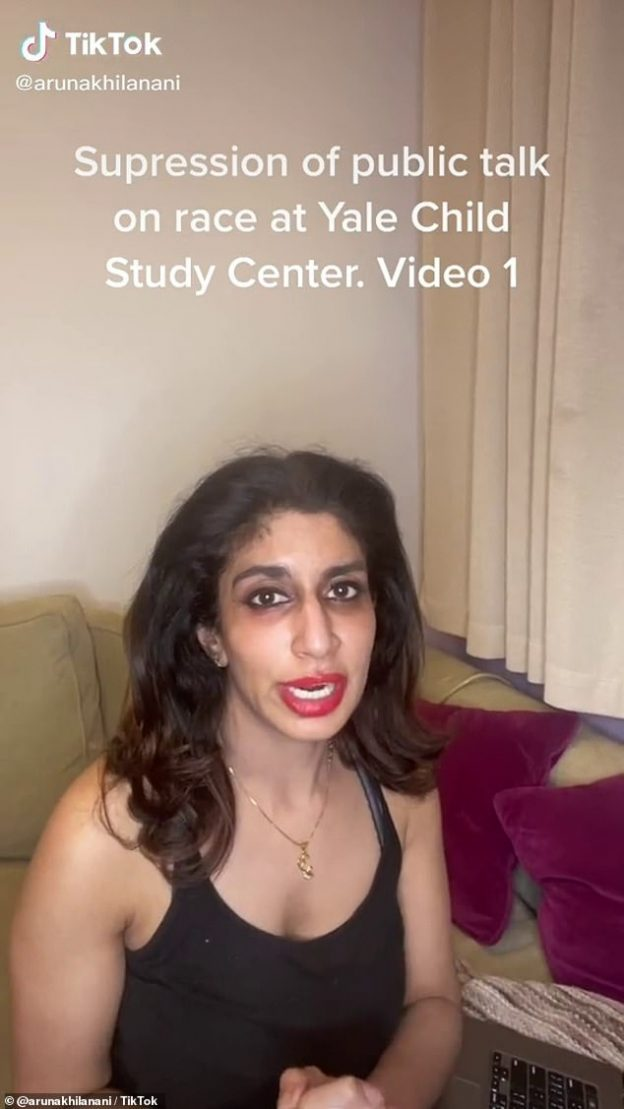 TikTok
@arunakhilanani
Supression of public talk
on race at Yale Child
Study Center. Video 1
© @arunakhilanani / TikTok